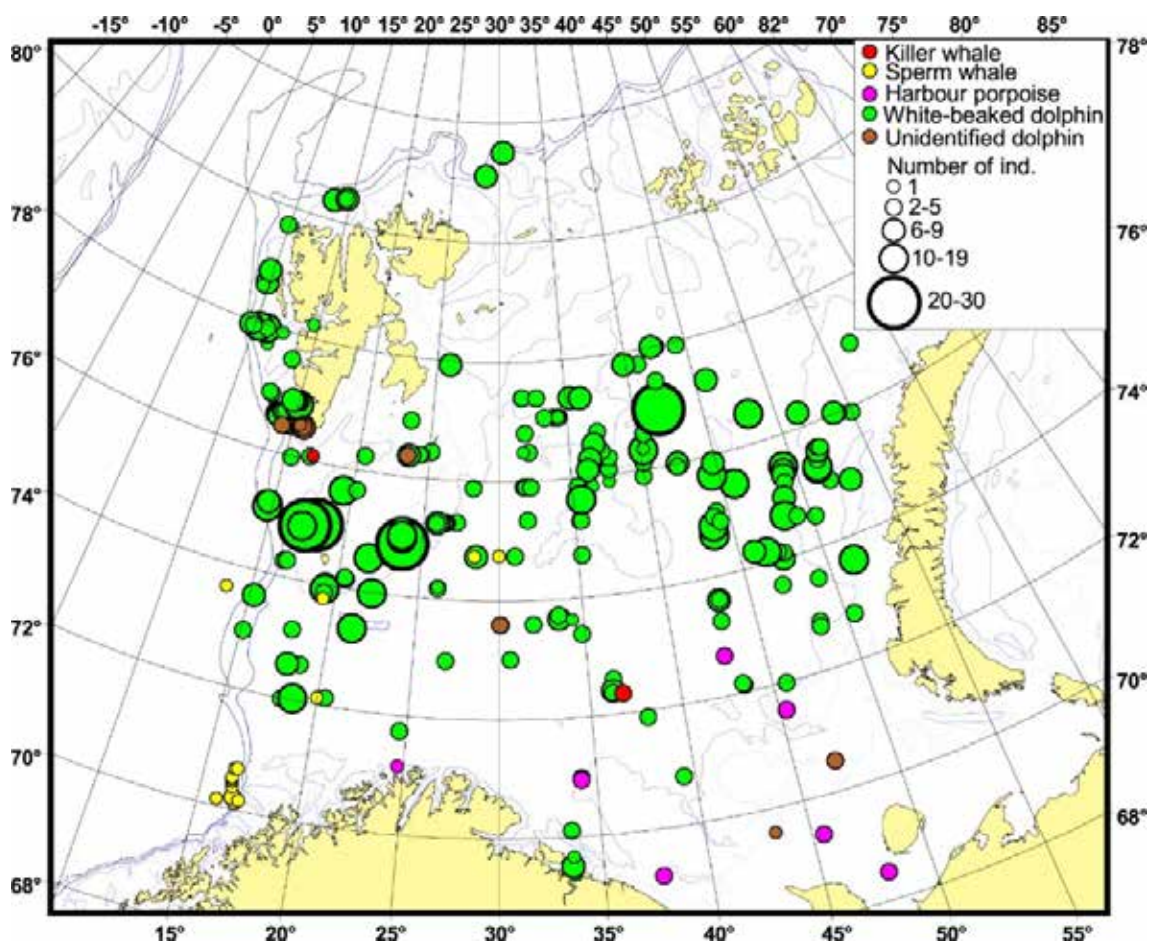 -15° -10° -5° 0° 5° 10° 15° 20° 25° 30° 35° 40° 45° 55° 62° 82° 70° 75° 80° 85°
80° 78°
Killer whale
Sperm whale
Harbour porpoise
White-beaked dolphin
Unidentified dolphin
Number of ind.
1
2-5
6-9
10-19
20-30
78° 76°
76° 74°
74° 72°
72° 70°
70° 68°
68°
10° 15° 20° 25° 30° 35° 40° 45° 50° 55°